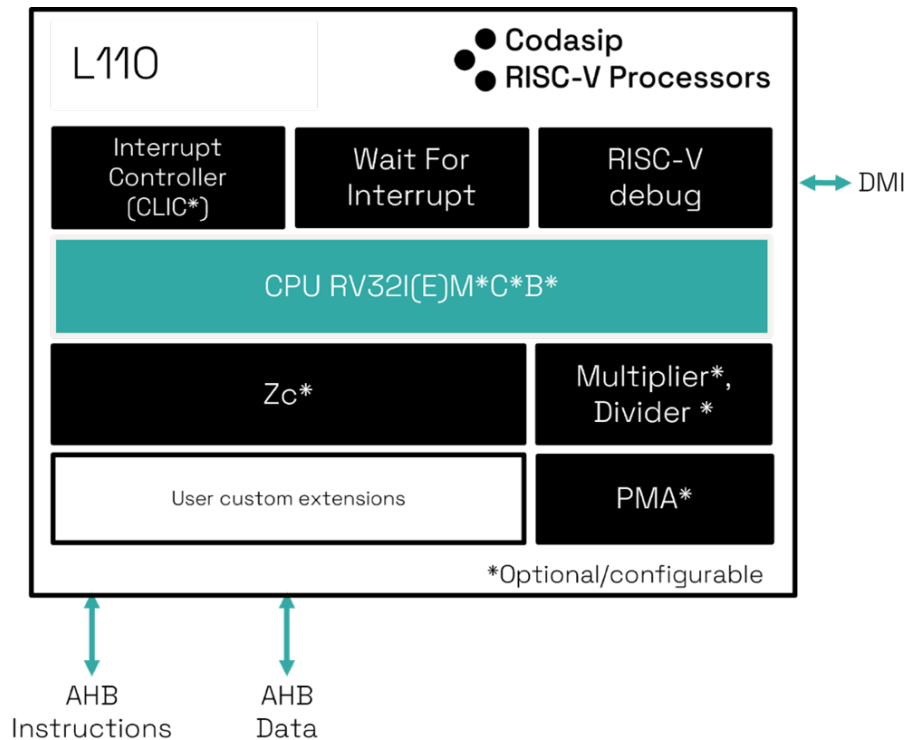 L110
Codasip
RISC-V Processors
Interrupt
Controller
(CLIC*)
Wait For
Interrupt
RISC-V
debug
DMI
CPU RV32I(E)M*C*B*
Zc*
Multiplier*,
Divider *
User custom extensions
PMA*
*Optional/configurable
AHB
Instructions
AHB
Data